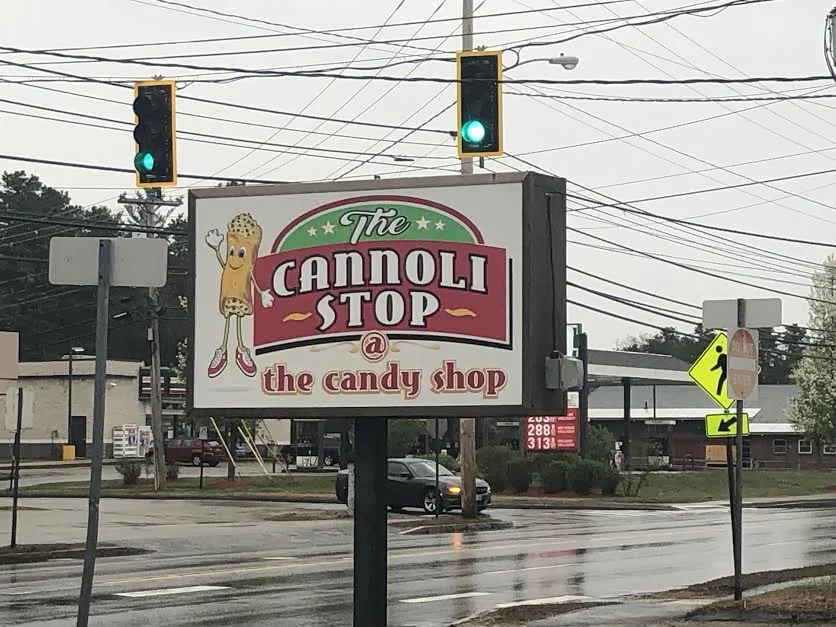 The
CANNOLI
STOP
@
the candy shop
288
313